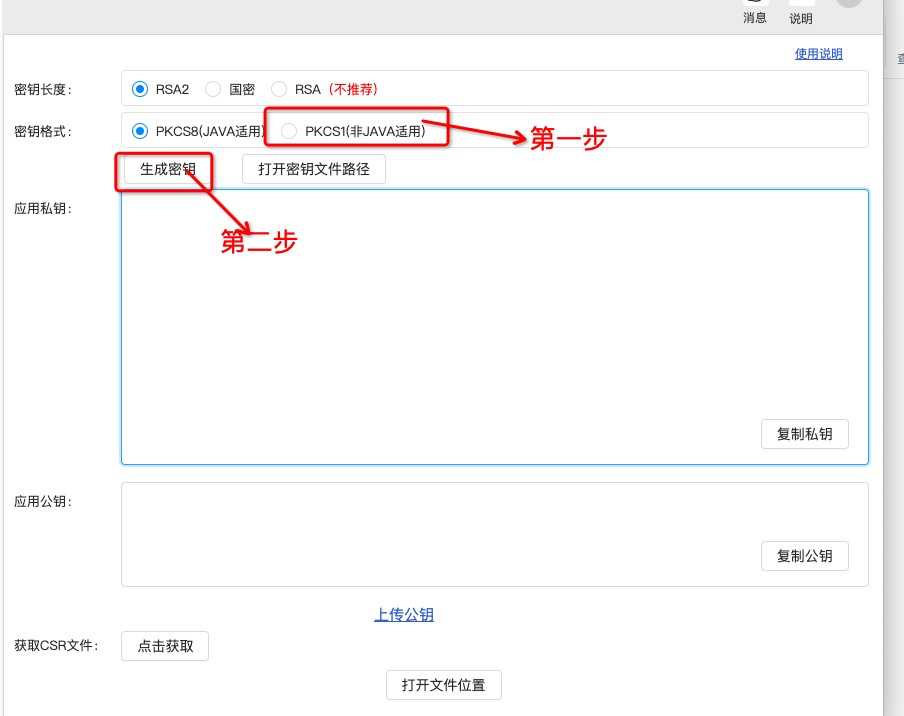 消息 说明
使用说明
密钥长度： RSA2 国密 RSA（不推荐）
密钥格式： PKCS8(JAVA适用) PKCS1(非JAVA适用)
第一步
生成密钥 打开密钥文件路径
应用私钥：
第二步
复制私钥
应用公钥：
复制公钥
上传公钥
获取CSR文件： 点击获取
打开文件位置